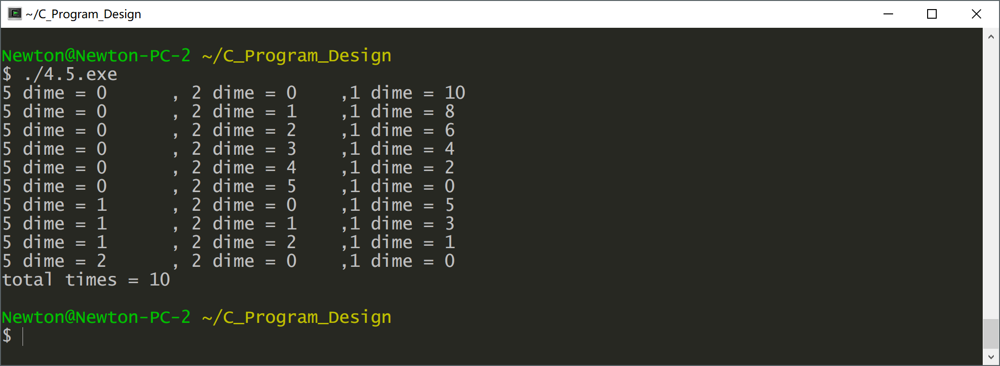 ~/C_Program_Design
Newton@Newton-PC-2 ~/C_Program_Design
$ ./4.5.exe
5 dime = 0      , 2 dime = 0    ,1 dime = 10
5 dime = 0      , 2 dime = 1    ,1 dime = 8
5 dime = 0      , 2 dime = 2    ,1 dime = 6
5 dime = 0      , 2 dime = 3    ,1 dime = 4
5 dime = 0      , 2 dime = 4    ,1 dime = 2
5 dime = 0      , 2 dime = 5    ,1 dime = 0
5 dime = 1      , 2 dime = 0    ,1 dime = 5
5 dime = 1      , 2 dime = 1    ,1 dime = 3
5 dime = 1      , 2 dime = 2    ,1 dime = 1
5 dime = 2      , 2 dime = 0    ,1 dime = 0
total times = 10
Newton@Newton-PC-2 ~/C_Program_Design
$